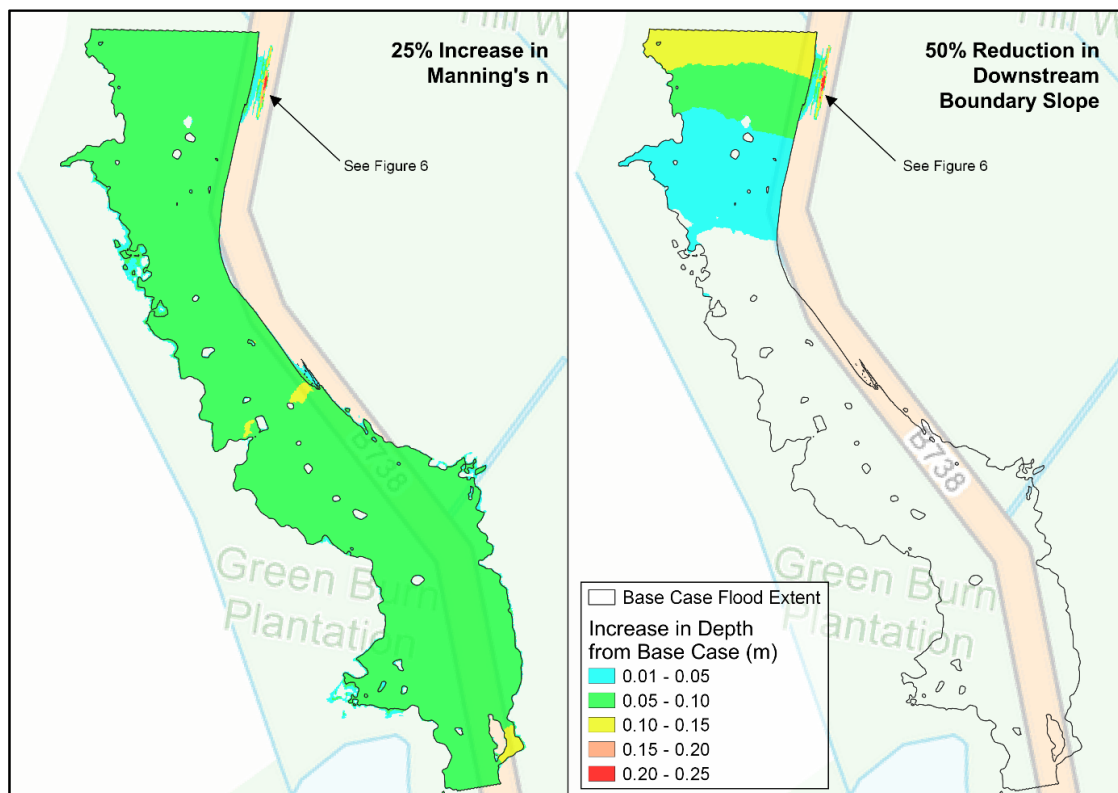 25% Increase in
Manning's n
See Figure 6
B738
Green Burn
Plantation
50% Reduction in
Downstream
Boundary Slope
See Figure 6
B738
Green Burn
Plantation
Base Case Flood Extent
Increase in Depth
from Base Case (m)
0.01 - 0.05
0.05 - 0.10
0.10 - 0.15
0.15 - 0.20
0.20 - 0.25